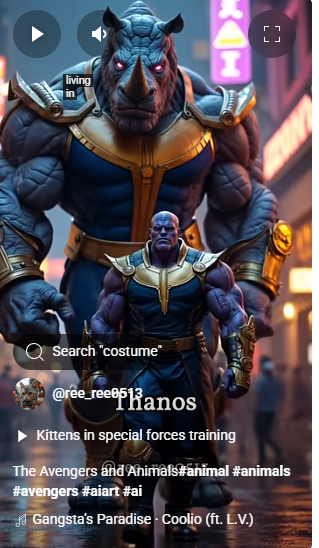 living
in
Search "costume"
@ree_ree0513
Thanos
Kittens in special forces training
The Avengers and Animals#animal #animals
#avengers #aiart #ai
Gangsta's Paradise · Coolio (ft. L.V.)